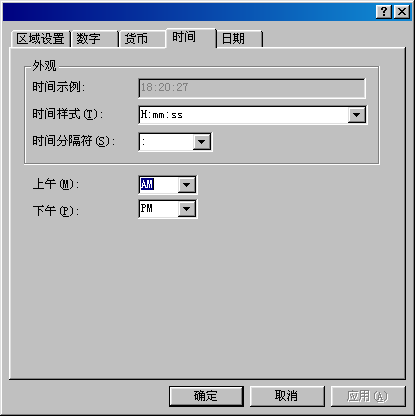 区域设置 数字 货币 时间 日期
外观
时间示例: 18:20:27
时间样式(T): H:mm:ss
时间分隔符(S): :
上午(M): AM
下午(P): PM
确定 取消 应用(A)